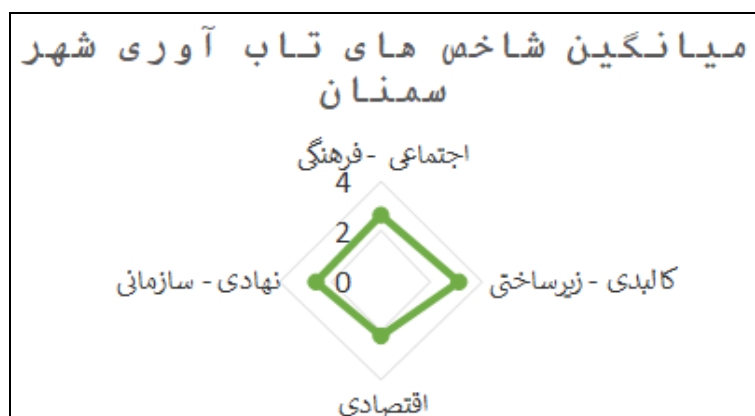 میانگین شاخص های تاب آوری شهر
سمنان
اجتماعی - فرهنگی
4
2
0
نهادی - سازمانی
کالبدی - زیرساختی
اقتصادی